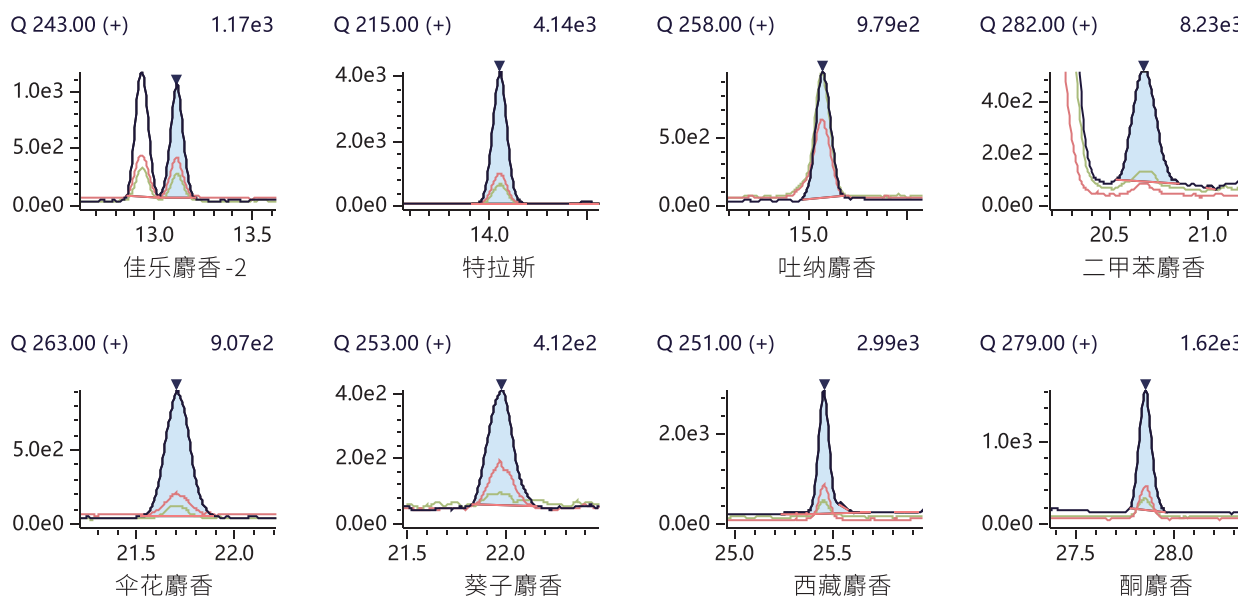 Q 243.00 (+) 1.17e3 Q 215.00 (+) 4.14e3 Q 258.00 (+) 9.79e2 Q 282.00 (+) 8.23e3
1.0e3
5.0e2
0.0e0
13.0 13.5
佳乐麝香-2
4.0e3
2.0e3
0.0e0
14.0
特拉斯
5.0e2
0.0e0
15.0
吐纳麝香
4.0e2
2.0e2
0.0e0
20.5 21.0
二甲苯麝香
Q 263.00 (+) 9.07e2 Q 253.00 (+) 4.12e2 Q 251.00 (+) 2.99e3 Q 279.00 (+) 1.62e3
5.0e2
0.0e0
21.5 22.0
伞花麝香
4.0e2
2.0e2
0.0e0
21.5 22.0
葵子麝香
2.0e3
0.0e0
25.0 25.5
西藏麝香
1.0e3
0.0e0
27.5 28.0
酮麝香